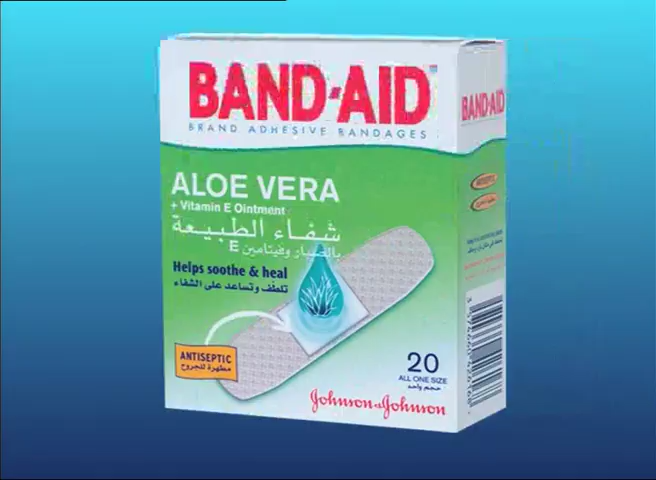 BAND-AID
BRAND ADHESIVE BANDAGES
BAND-AID
ALOE VERA
+ Vitamin E Ointment
شفاء الطبيعة
بالصبار وفيتامين E
Helps soothe & heal
تلطف وتساعد على الشفاء
ANTISEPTIC
مطهرة للجروح
20
ALL ONE SIZE
حجم واحد
Johnson & Johnson
ANTISEPTIC